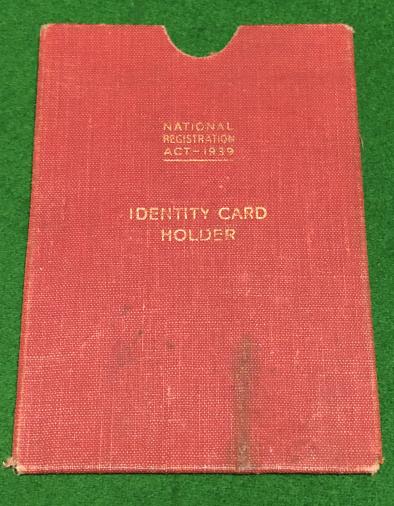 NATIONAL
REGISTRATION
ACT-1939
IDENTITY CARD
HOLDER